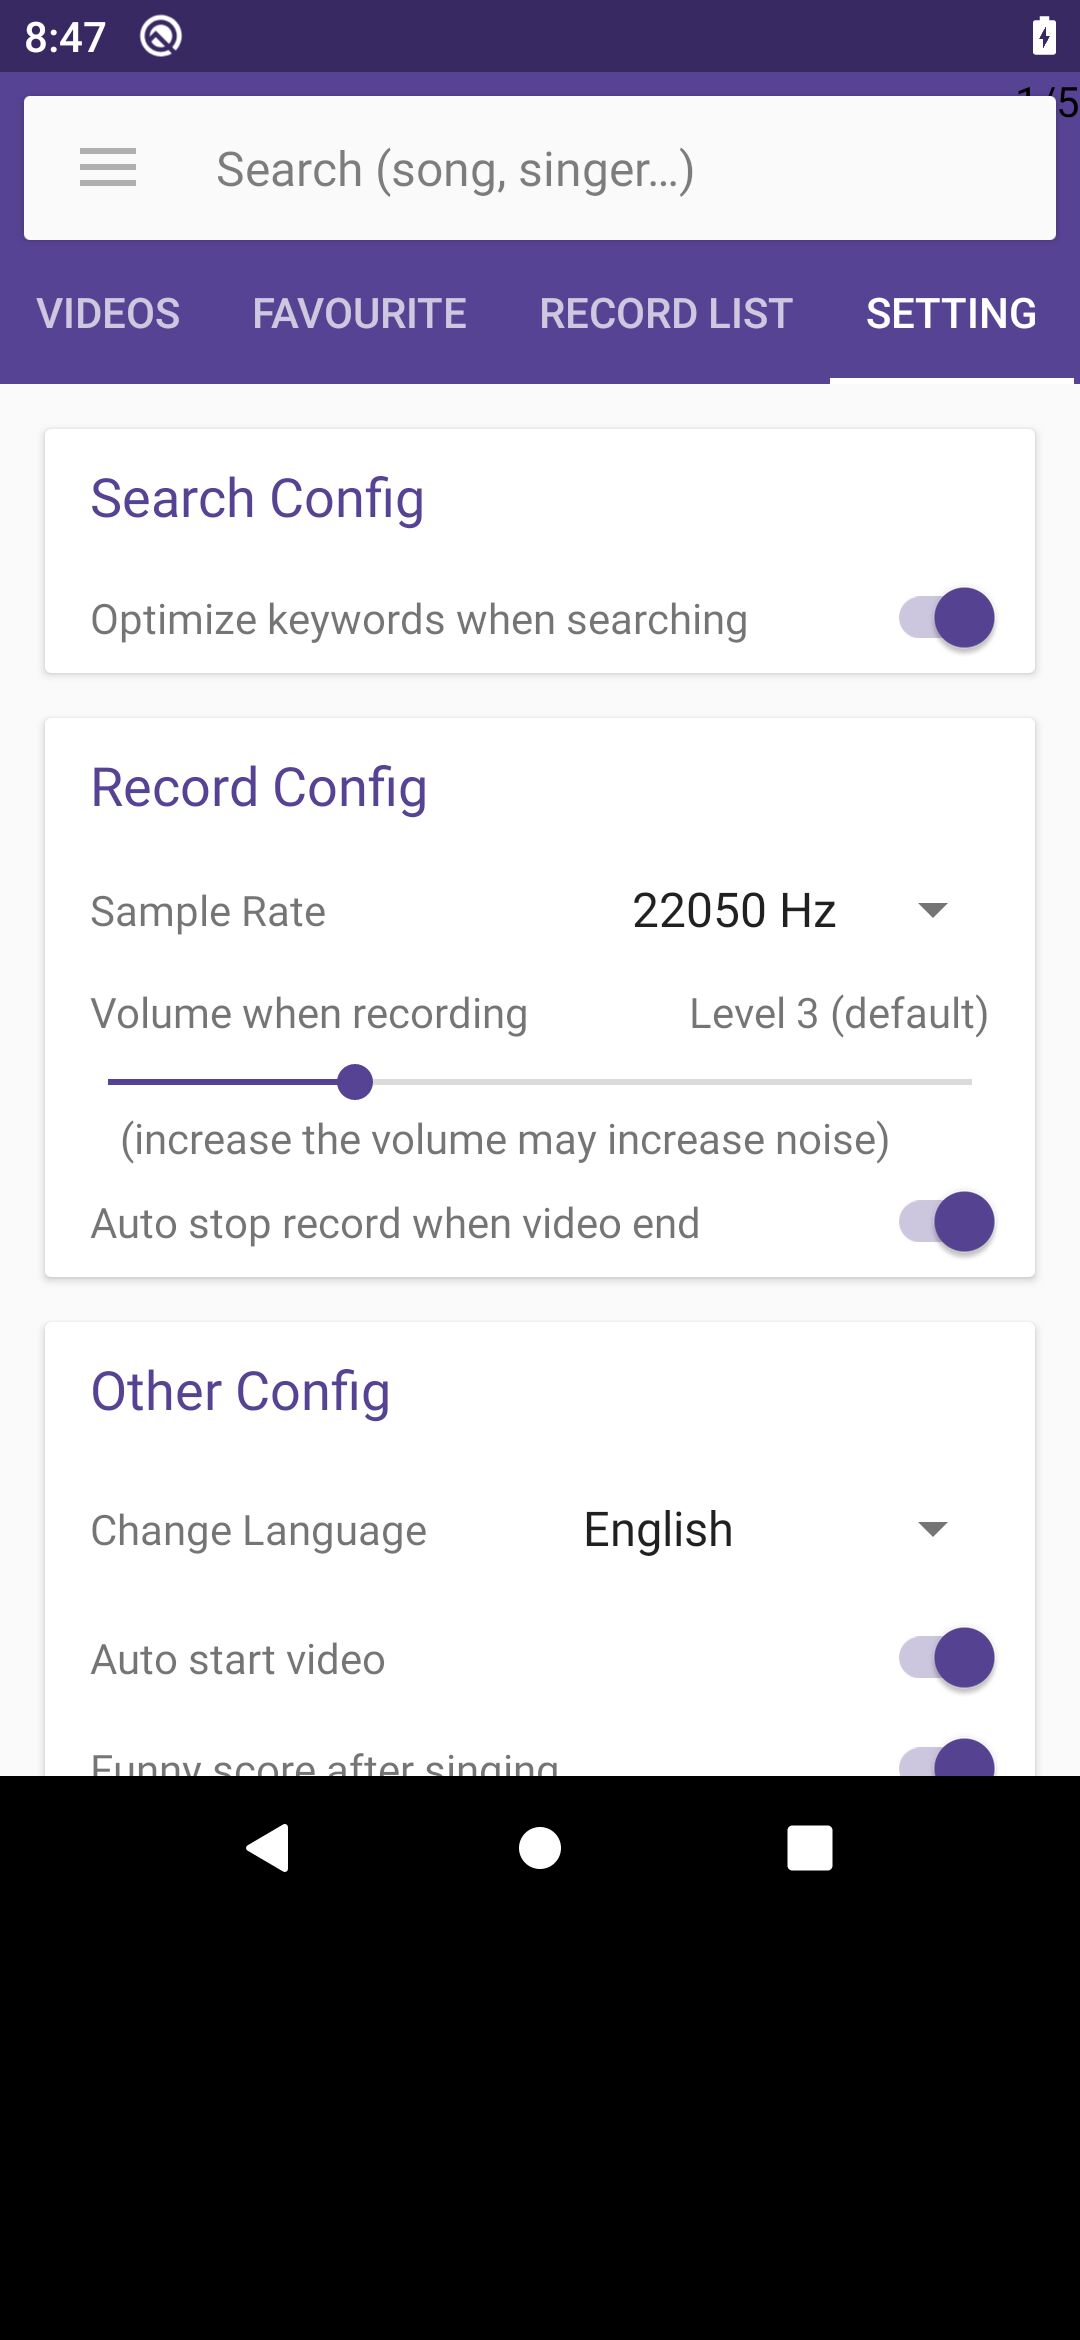 8:47
1/5
Search (song, singer...)
VIDEOS FAVOURITE RECORD LIST SETTING
Search Config
Optimize keywords when searching
Record Config
Sample Rate 22050 Hz
Volume when recording Level 3 (default)
(increase the volume may increase noise)
Auto stop record when video end
Other Config
Change Language English
Auto start video
Funny score after singing